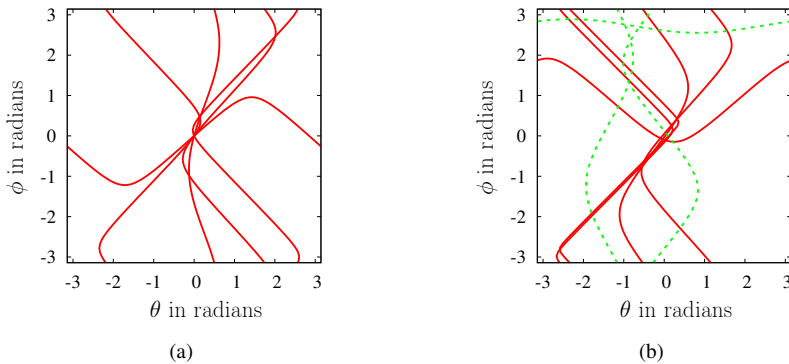 3
2
1
0
-1
-2
-3
-3 -2 -1 0 1 2 3
ϕ in radians
θ in radians
(a)
3
2
1
0
-1
-2
-3
-3 -2 -1 0 1 2 3
ϕ in radians
θ in radians
(b)